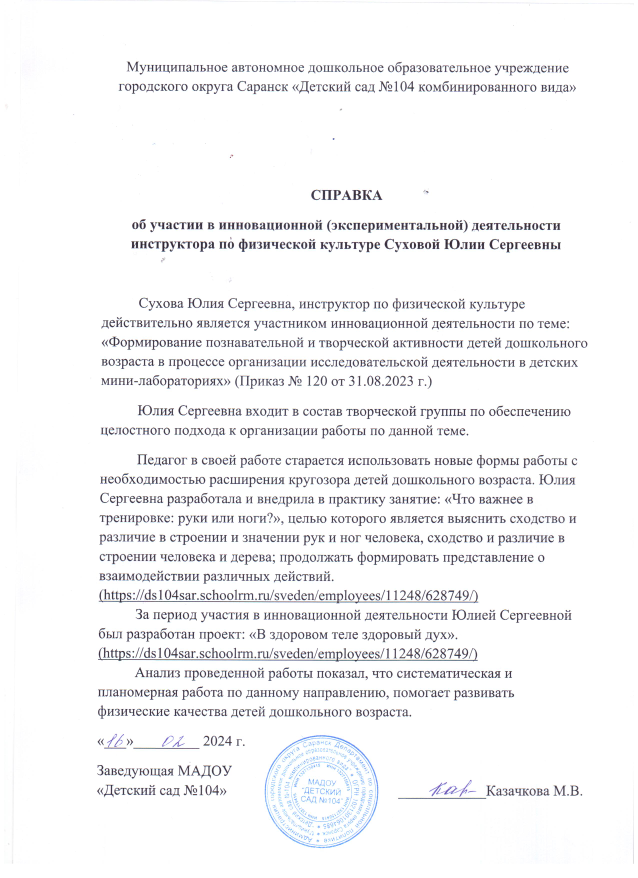 Муниципальное автономное дошкольное образовательное учреждение
городского округа Саранск «Детский сад №104 комбинированного вида»
СПРАВКА
об участии в инновационной (экспериментальной) деятельности
инструктора по физической культуре Суховой Юлии Сергеевны
Сухова Юлия Сергеевна, инструктор по физической культуре
действительно является участником инновационной деятельности по теме:
«Формирование познавательной и творческой активности детей дошкольного
возраста в процессе организации исследовательской деятельности в детских
мини-лабораториях» (Приказ № 120 от 31.08.2023 г.)
Юлия Сергеевна входит в состав творческой группы по обеспечению
целостного подхода к организации работы по данной теме.
Педагог в своей работе старается использовать новые формы работы с
необходимостью расширения кругозора детей дошкольного возраста. Юлия
Сергеевна разработала и внедрила в практику занятие: «Что важнее в
тренировке: руки или ноги?», целью которого является выяснить сходство и
различие в строении и значении рук и ног человека, сходство и различие в
строении человека и дерева; продолжать формировать представление о
взаимодействии различных действий.
(https://ds104sar.schoolrm.ru/sveden/employees/11248/628749/)
За период участия в инновационной деятельности Юлией Сергеевной
был разработан проект: «В здоровом теле здоровый дух».
(https://ds104sar.schoolrm.ru/sveden/employees/11248/628749/)
Анализ проведенной работы показал, что систематическая и
планомерная работа по данному направлению, помогает развивать
физические качества детей дошкольного возраста.
«16» 02 2024 г.
Заведующая МАДОУ
«Детский сад №104» Казачкова М.В.
МАДОУ
"ДЕТСКИЙ
САД №104"